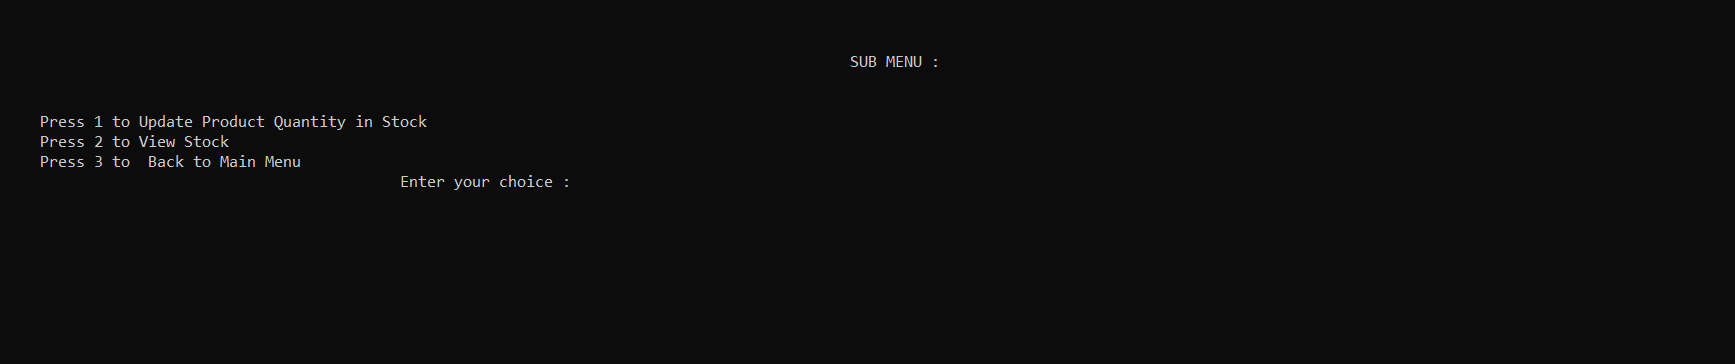 SUB MENU :
Press 1 to Update Product Quantity in Stock
Press 2 to View Stock
Press 3 to  Back to Main Menu
Enter your choice :